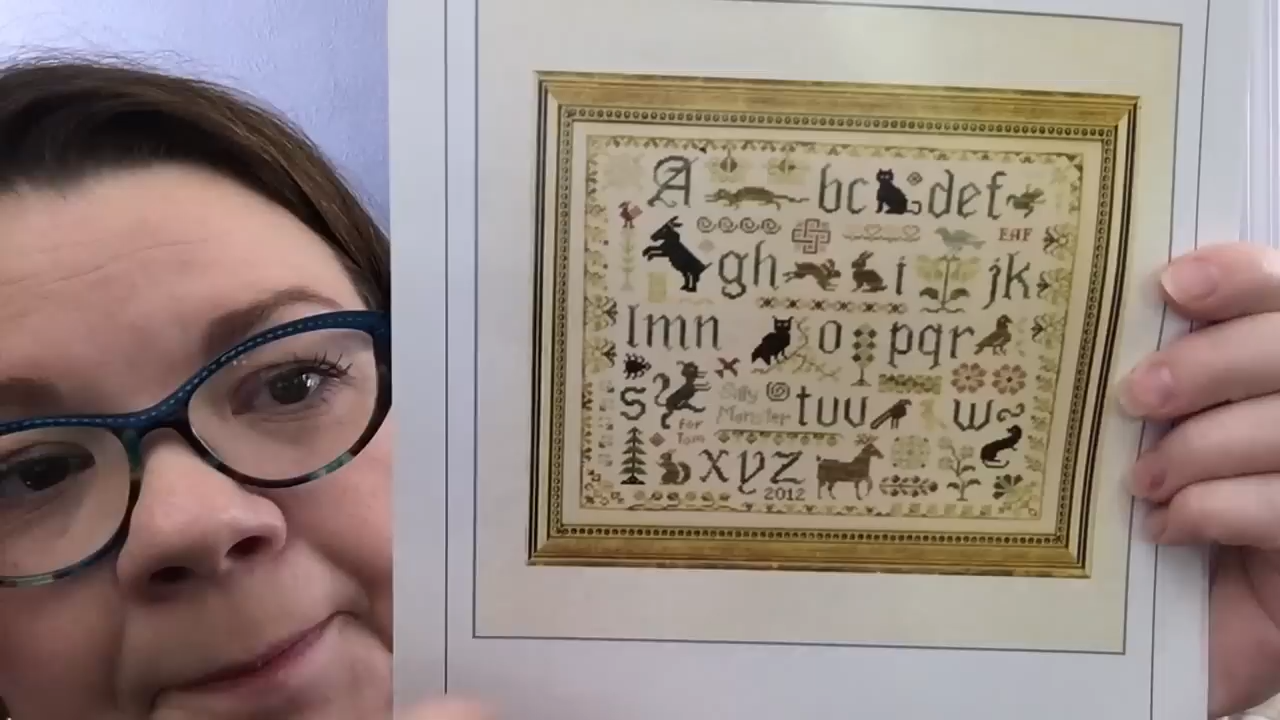 A bc def
EAF
gh i jk
lmn o pqr
s Silly Monster tuv w
for Tom
xyz
2012